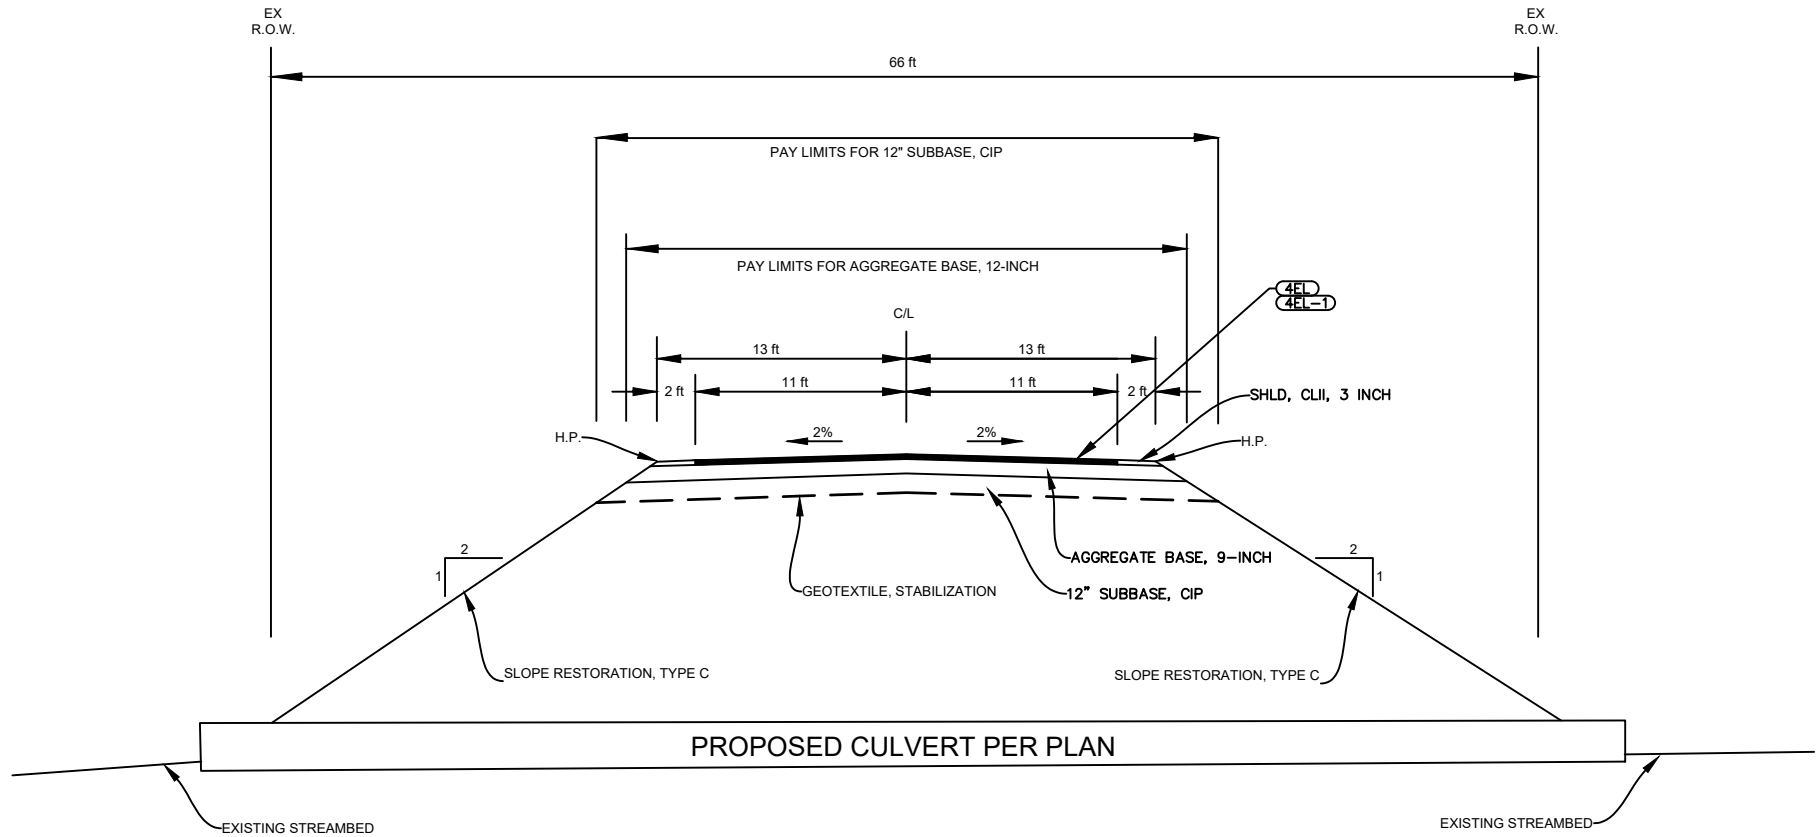 EX
R.O.W.
EX
R.O.W.
66 ft
PAY LIMITS FOR 12" SUBBASE, CIP
PAY LIMITS FOR AGGREGATE BASE, 12-INCH
4EL
4EL-1
C/L
13 ft
13 ft
2 ft
11 ft
11 ft
2 ft
SHLD, CLII, 3 INCH
H.P.
2%
2%
H.P.
2
1
2
1
AGGREGATE BASE, 9-INCH
GEOTEXTILE, STABILIZATION
12" SUBBASE, CIP
SLOPE RESTORATION, TYPE C
SLOPE RESTORATION, TYPE C
PROPOSED CULVERT PER PLAN
EXISTING STREAMBED
EXISTING STREAMBED